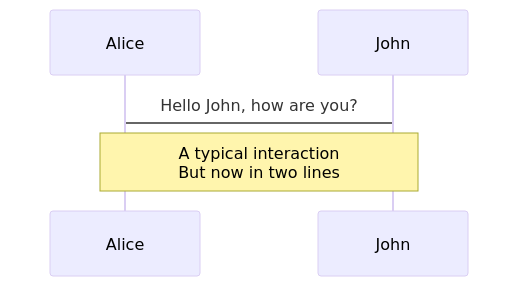 Alice
John
Hello John, how are you?
A typical interaction
But now in two lines
Alice
John